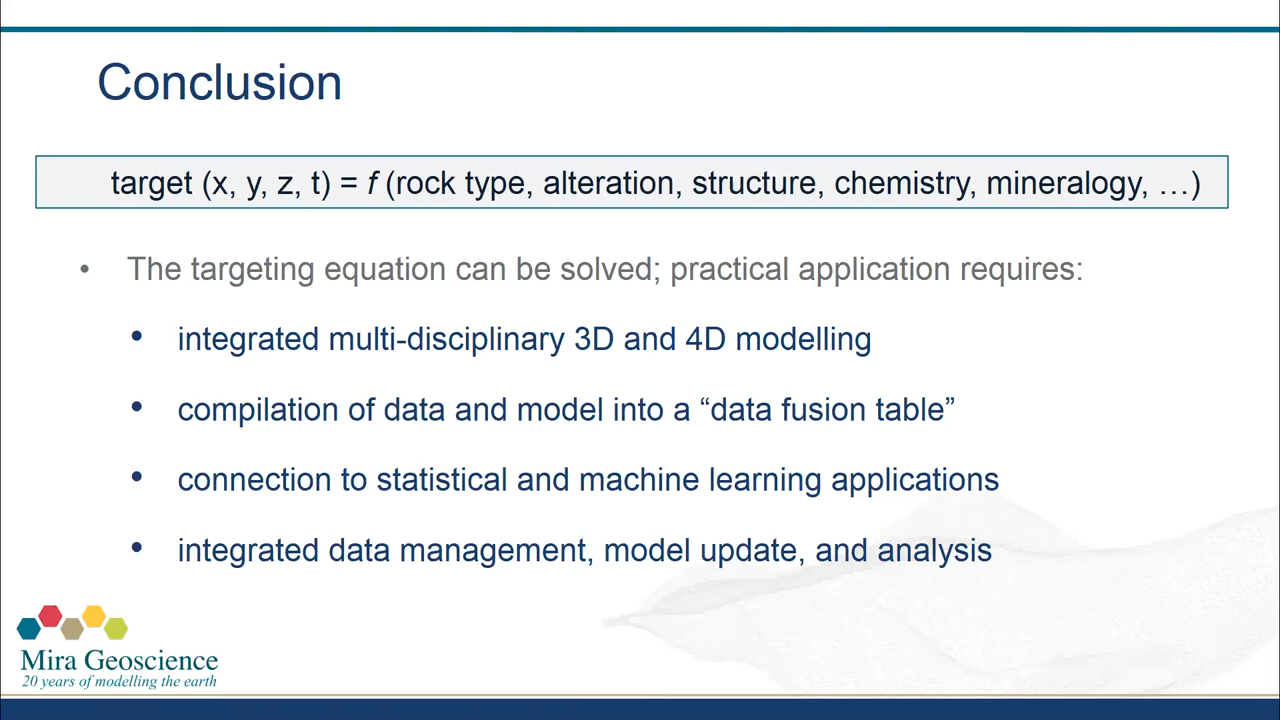 Conclusion
target (x, y, z, t) = f (rock type, alteration, structure, chemistry, mineralogy, …)
• The targeting equation can be solved; practical application requires:
• integrated multi-disciplinary 3D and 4D modelling
• compilation of data and model into a “data fusion table”
• connection to statistical and machine learning applications
• integrated data management, model update, and analysis
Mira Geoscience
20 years of modelling the earth